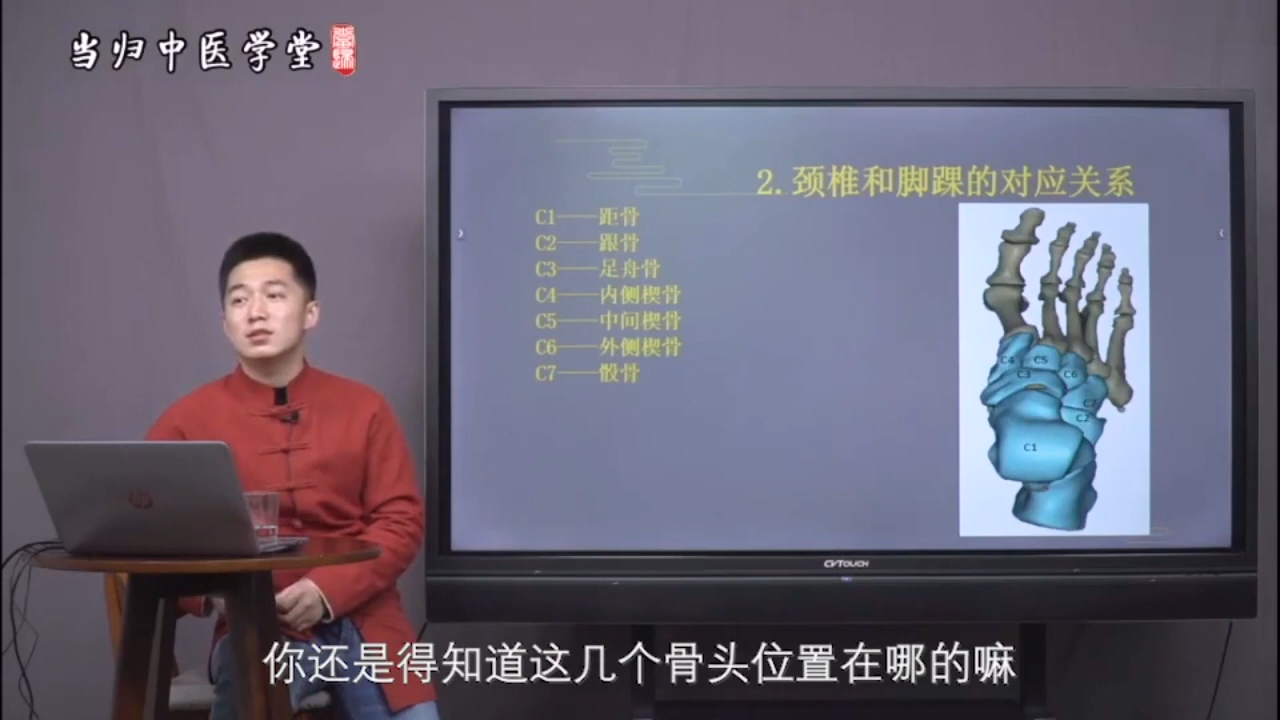 当归中医学堂
2.颈椎和脚踝的对应关系
C1——距骨
C2——跟骨
C3——足舟骨
C4——内侧楔骨
C5——中间楔骨
C6——外侧楔骨
C7——骰骨
C4
C5
C3
C6
C7
C2
C1
hp
CVTOUCH
你还是得知道这几个骨头位置在哪的嘛